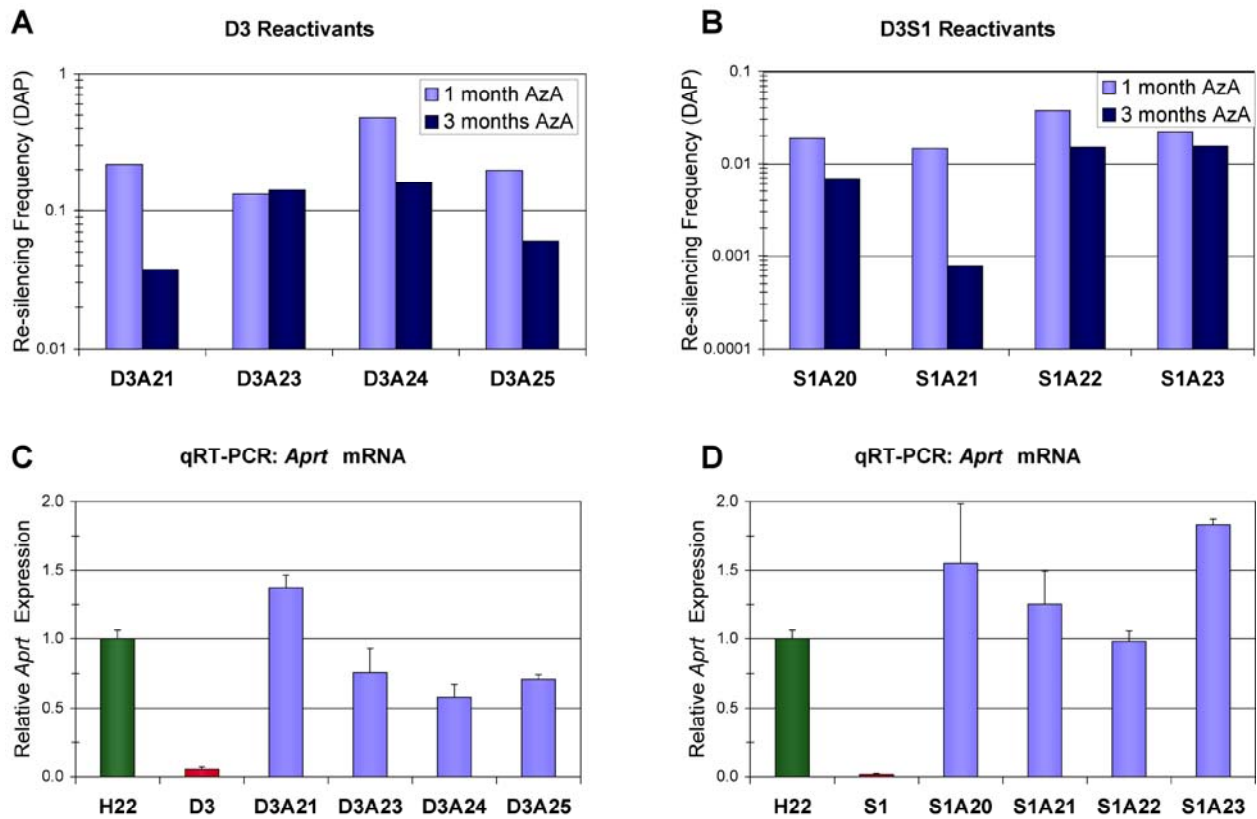 A
D3 Reactivants
Re-silencing Frequency (DAP)
1
0.1
0.01
1 month AzA
3 months AzA
D3A21 D3A23 D3A24 D3A25
B
D3S1 Reactivants
Re-silencing Frequency (DAP)
0.1
0.01
0.001
0.0001
1 month AzA
3 months AzA
S1A20 S1A21 S1A22 S1A23
C
qRT-PCR: Aprt mRNA
Relative Aprt Expression
2.0
1.5
1.0
0.5
0.0
H22 D3 D3A21 D3A23 D3A24 D3A25
D
qRT-PCR: Aprt mRNA
Relative Aprt Expression
2.0
1.5
1.0
0.5
0.0
H22 S1 S1A20 S1A21 S1A22 S1A23